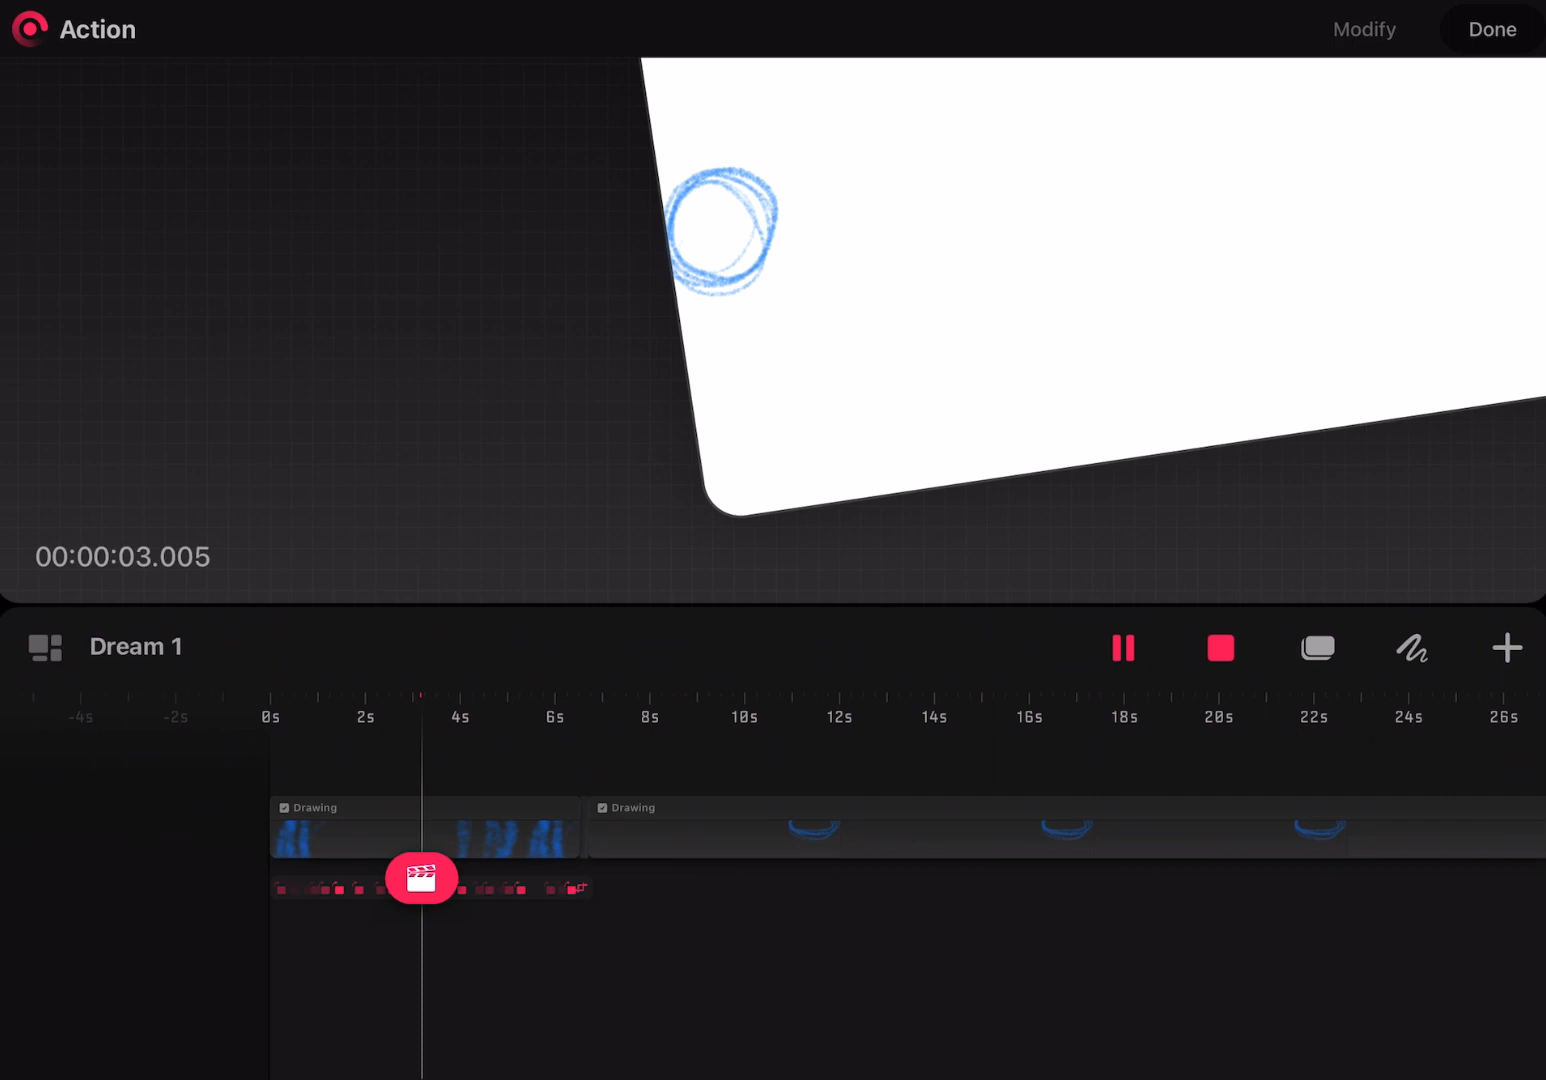 Action
Modify
Done
00:00:03.005
Dream 1
-4s -2s 0s 2s 4s 6s 8s 10s 12s 14s 16s 18s 20s 22s 24s 26s
Drawing
Drawing